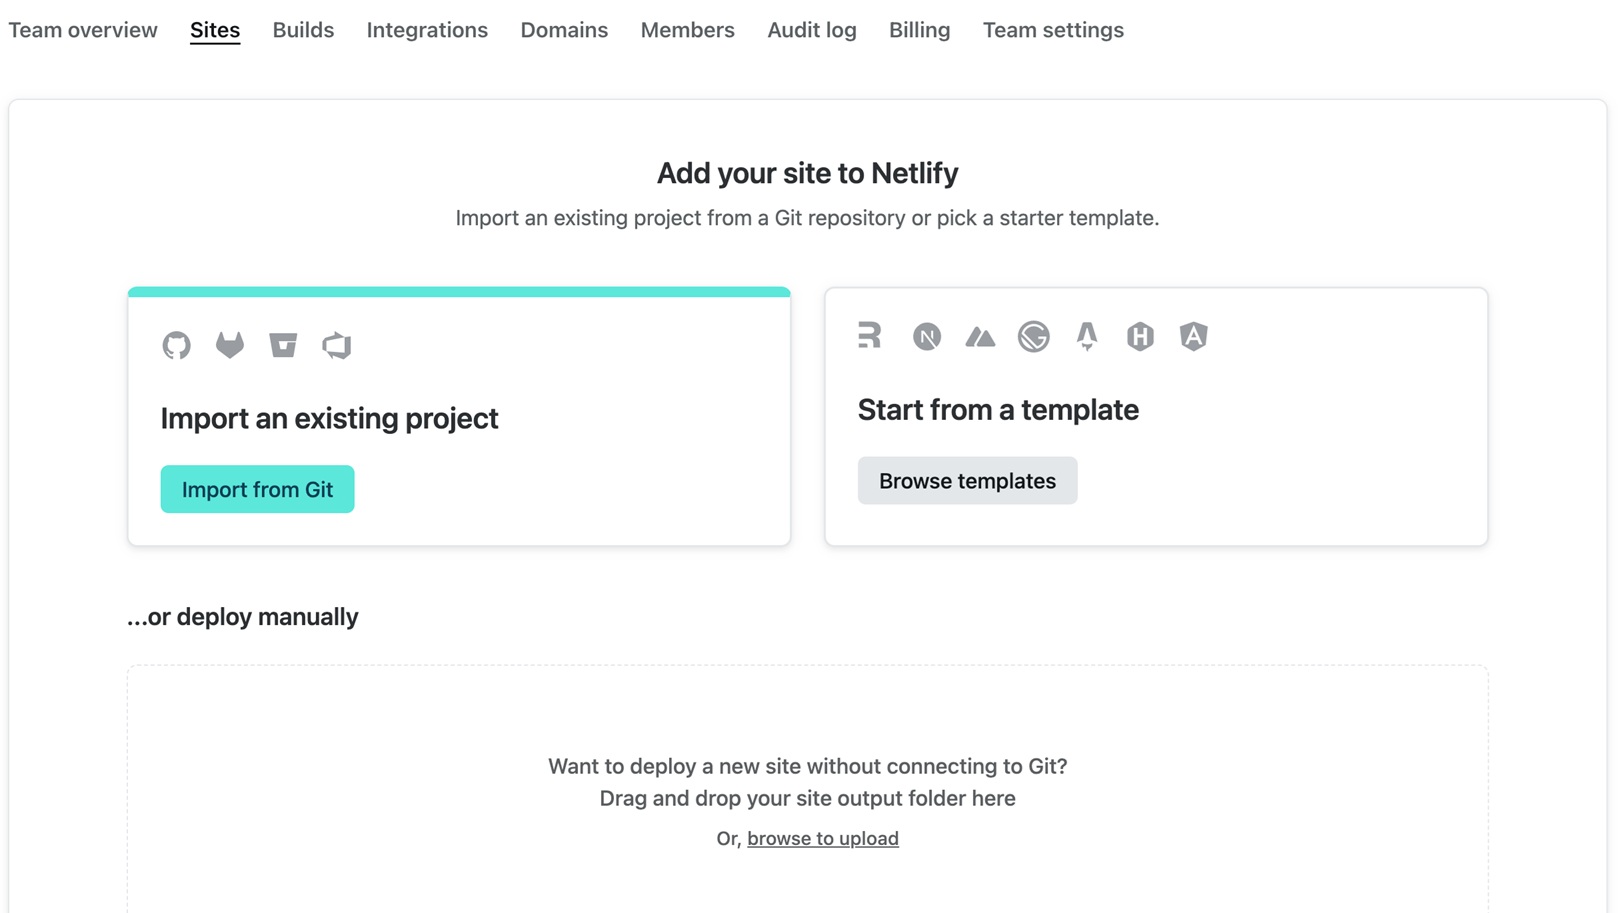 Team overview Sites Builds Integrations Domains Members Audit log Billing Team settings
Add your site to Netlify
Import an existing project from a Git repository or pick a starter template.
Import an existing project
Import from Git
Start from a template
Browse templates
...or deploy manually
Want to deploy a new site without connecting to Git?
Drag and drop your site output folder here
Or, browse to upload